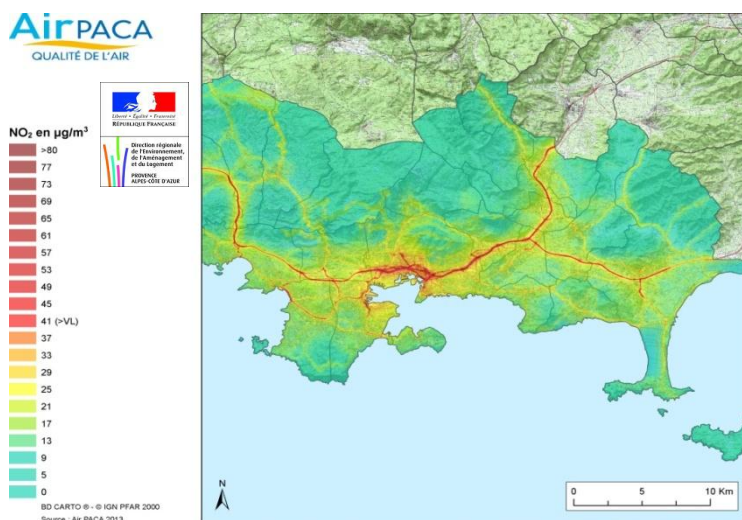 AirPACA
QUALITÉ DE L'AIR
Liberté • Égalité • Fraternité
RÉPUBLIQUE FRANÇAISE
Direction régionale
de l'Environnement,
de l'Aménagement
et du Logement
PROVENCE
ALPES-CÔTE D'AZUR
NO₂ en µg/m³
>80
77
73
69
65
61
57
53
49
45
41 (>VL)
37
33
29
25
21
17
13
9
5
0
BD CARTO ® - © IGN PFAR 2000
Source : Air PACA 2013
N
0 5 10 Km